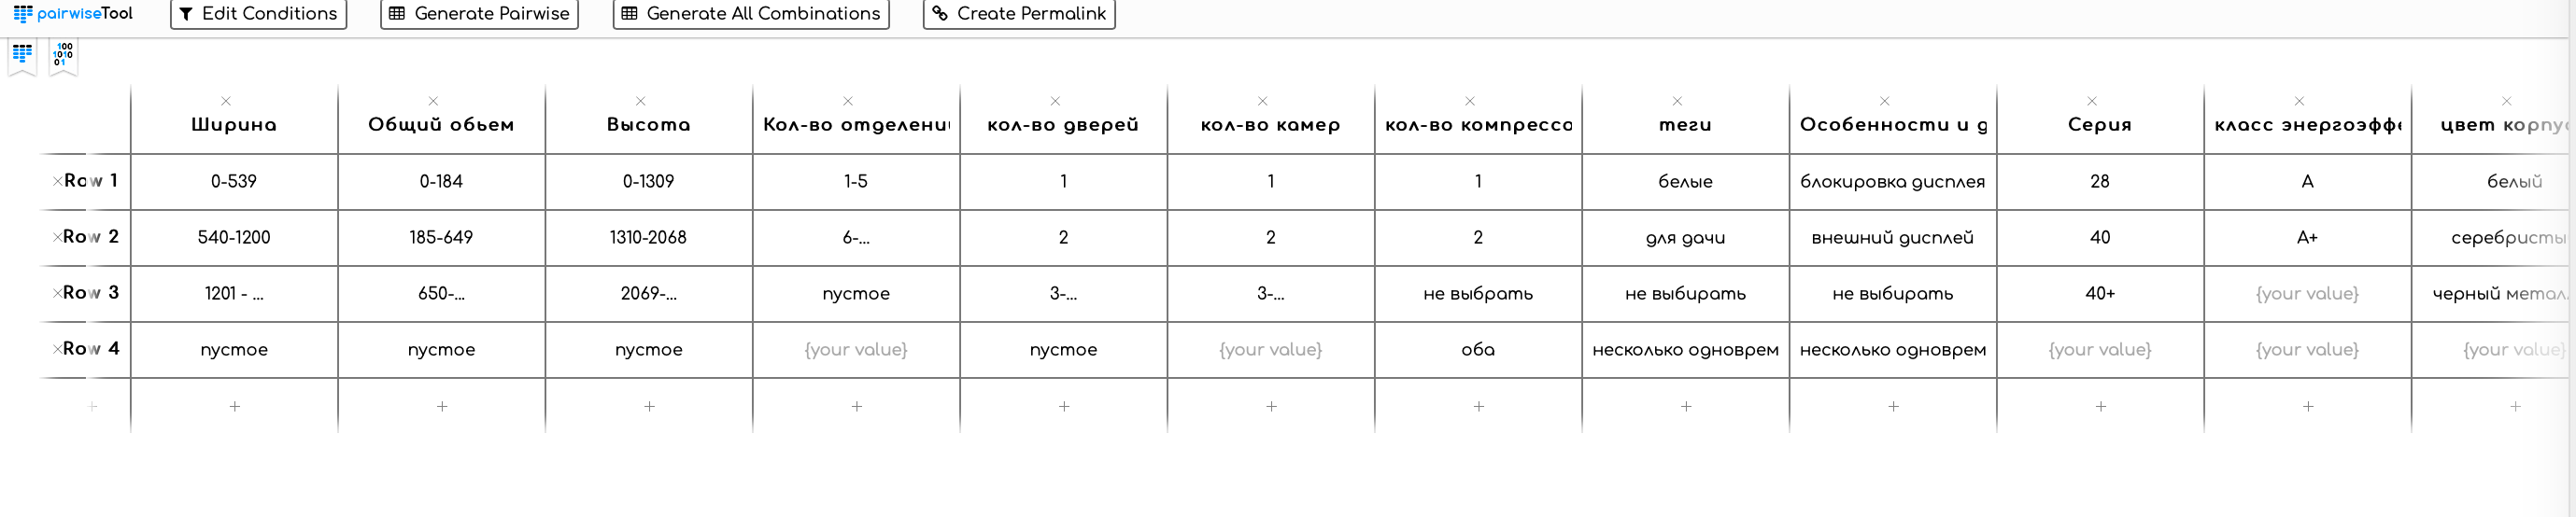 pairwiseTool Edit Conditions Generate Pairwise Generate All Combinations Create Permalink
100
1010
01
Ширина Общий обьем Высота Кол-во отделени кол-во дверей кол-во камер кол-во компрессо теги Особенности и д Серия класс энергоэффе цвет корпус
Row 1 0-539 0-184 0-1309 1-5 1 1 1 белые блокировка дисплея 28 A белый
Row 2 540-1200 185-649 1310-2068 6-... 2 2 2 для дачи внешний дисплей 40 A+ серебристы
Row 3 1201 - ... 650-... 2069-... пустое 3-... 3-... не выбрать не выбирать не выбирать 40+ {your value} черный метал
Row 4 пустое пустое пустое {your value} пустое {your value} оба несколько одноврем несколько одноврем {your value} {your value} {your value}